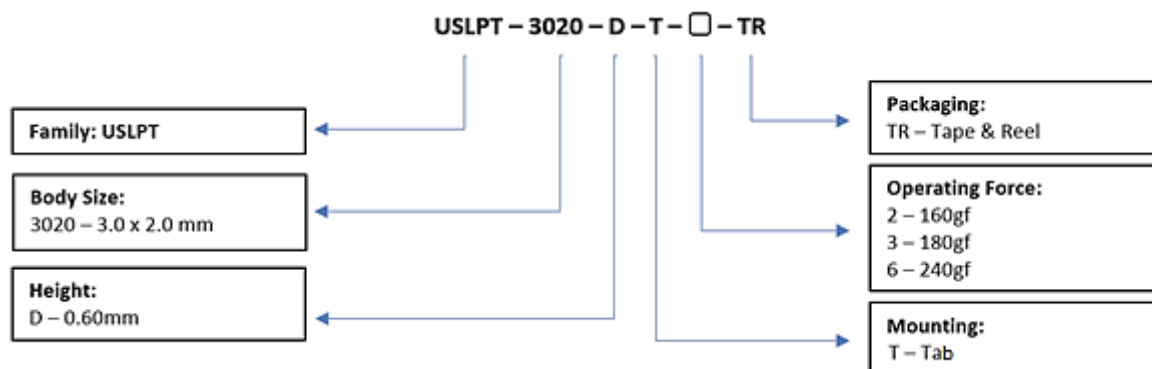 USLPT – 3020 – D – T – ▢ – TR
Family: USLPT
Body Size:
3020 – 3.0 x 2.0 mm
Height:
D – 0.60mm
Packaging:
TR – Tape & Reel
Operating Force:
2 – 160gf
3 – 180gf
6 – 240gf
Mounting:
T – Tab